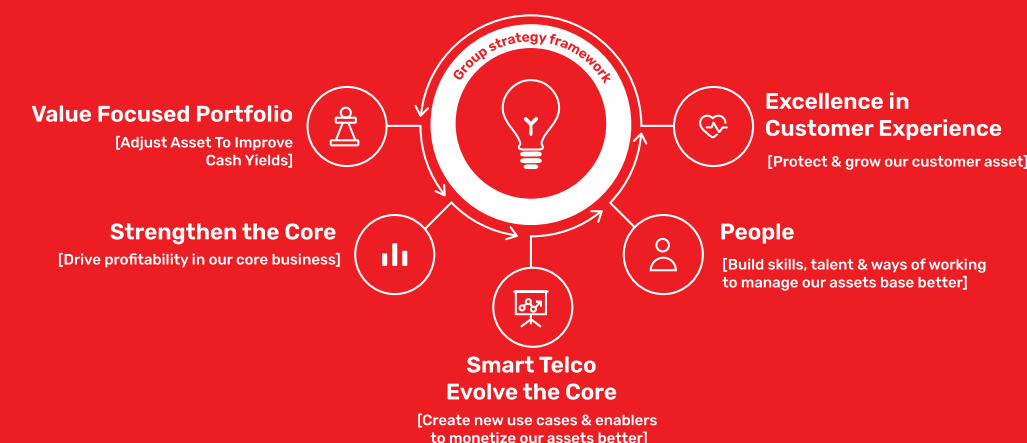 Group strategy framework
Value Focused Portfolio
[Adjust Asset To Improve
Cash Yields]
Strengthen the Core
[Drive profitability in our core business]
Smart Telco
Evolve the Core
[Create new use cases & enablers
to monetize our assets better]
People
[Build skills, talent & ways of working
to manage our assets base better]
Excellence in
Customer Experience
[Protect & grow our customer asset]